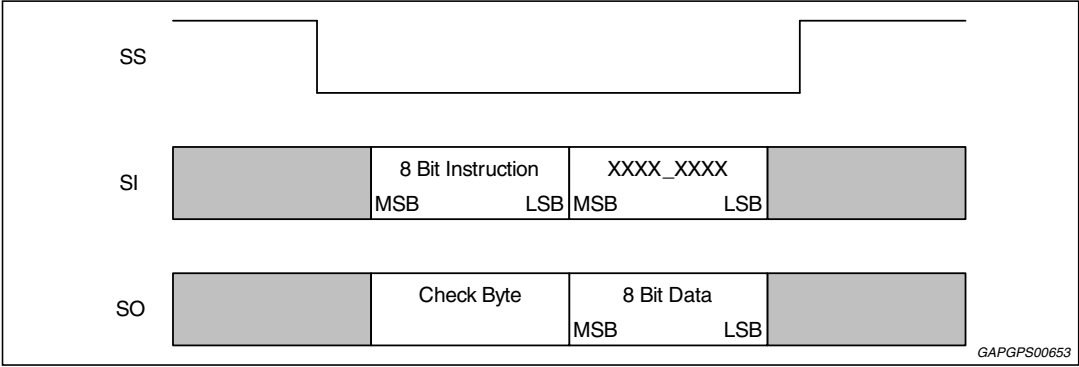 SS
SI
8 Bit Instruction
XXXX_XXXX
MSB LSB MSB LSB
SO
Check Byte
8 Bit Data
MSB LSB
GAPGPS00653